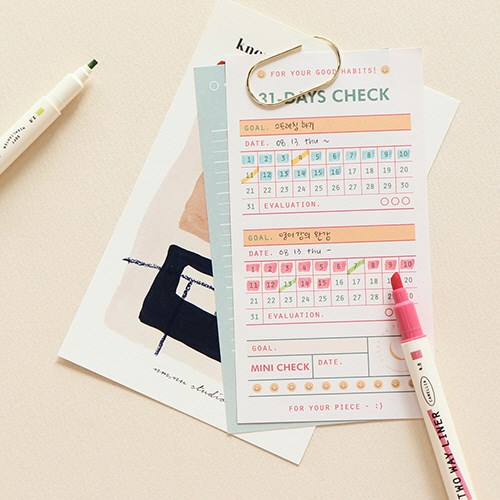 FOR YOUR GOOD HABITS!
31-DAYS CHECK
GOAL. 스트레칭 하기
DATE. 08 13 thu ~
1 2 3 4 5 6 7 8 9 10
11 12 13 14 15 16 17 18 19 20
21 22 23 24 25 26 27 28 29 30
31 EVALUATION.
GOAL. 영어강의 완강
DATE. 08 13 thu ~
1 2 3 4 5 6 7 8 9 10
11 12 13 14 15 16 17 18 19 20
21 22 23 24 25 26 27 28 29
31 EVALUATION.
GOAL.
MINI CHECK DATE.
FOR YOUR PIECE - :)
TWO WAY LINER